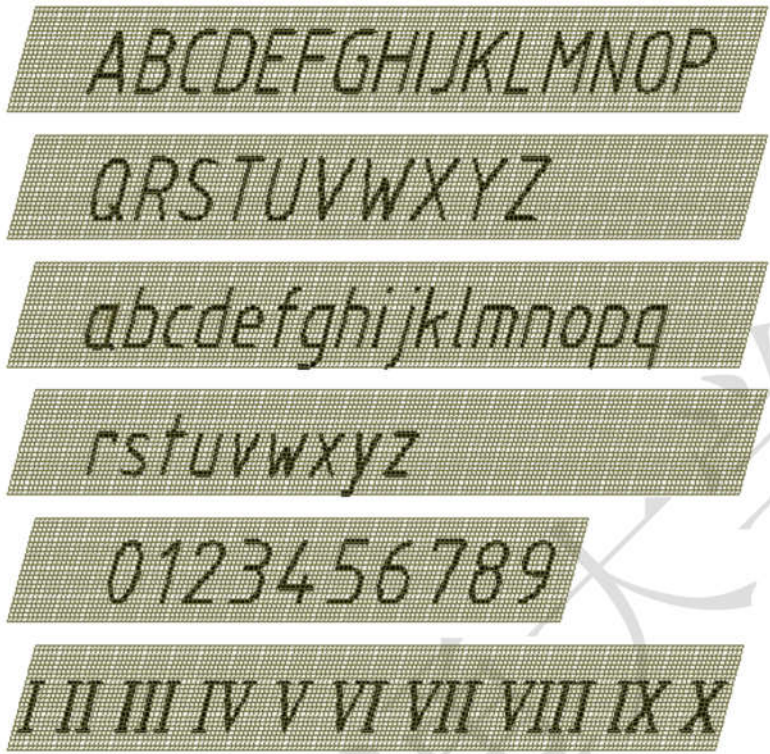 ABCDEFGHIJKLMNOP
QRSTUVWXYZ
abcdefghijklmnopq
rstuvwxyz
0123456789
I II III IV V VI VII VIII IX X